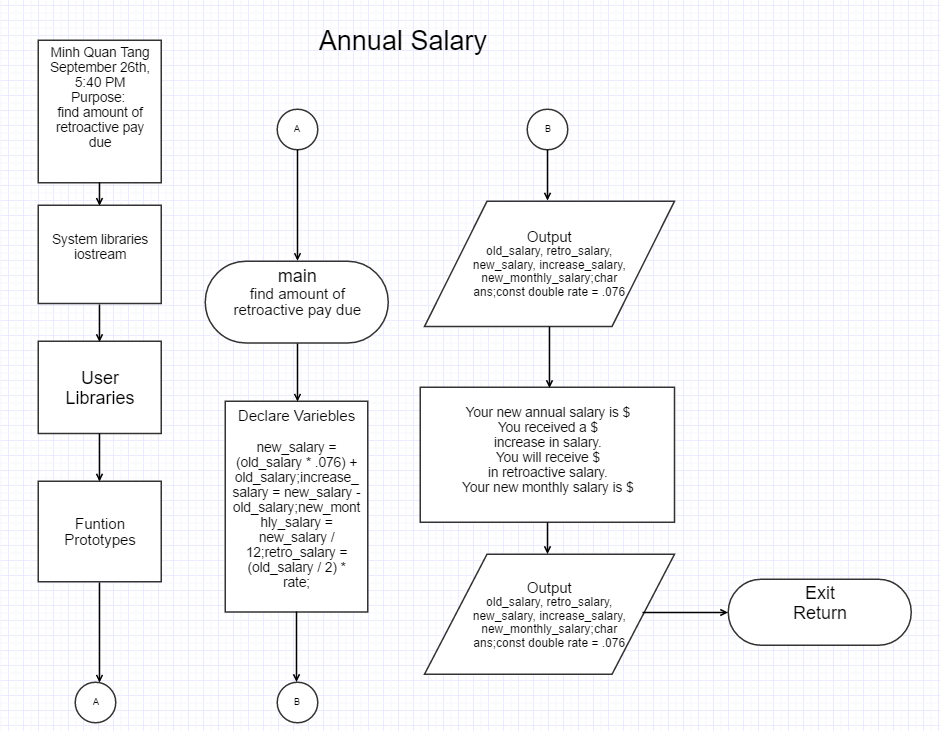 Annual Salary
Minh Quan Tang
September 26th,
5:40 PM
Purpose:
find amount of
retroactive pay
due
System libraries
iostream
User
Libraries
Funtion
Prototypes
A
A
main
find amount of
retroactive pay due
Declare Variebles
new_salary =
(old_salary * .076) +
old_salary;increase_
salary = new_salary -
old_salary;new_mont
hly_salary =
new_salary /
12;retro_salary =
(old_salary / 2) *
rate;
B
B
Output
old_salary, retro_salary,
new_salary, increase_salary,
new_monthly_salary;char
ans;const double rate = .076
Your new annual salary is $
You received a $
increase in salary.
You will receive $
in retroactive salary.
Your new monthly salary is $
Output
old_salary, retro_salary,
new_salary, increase_salary,
new_monthly_salary;char
ans;const double rate = .076
Exit
Return